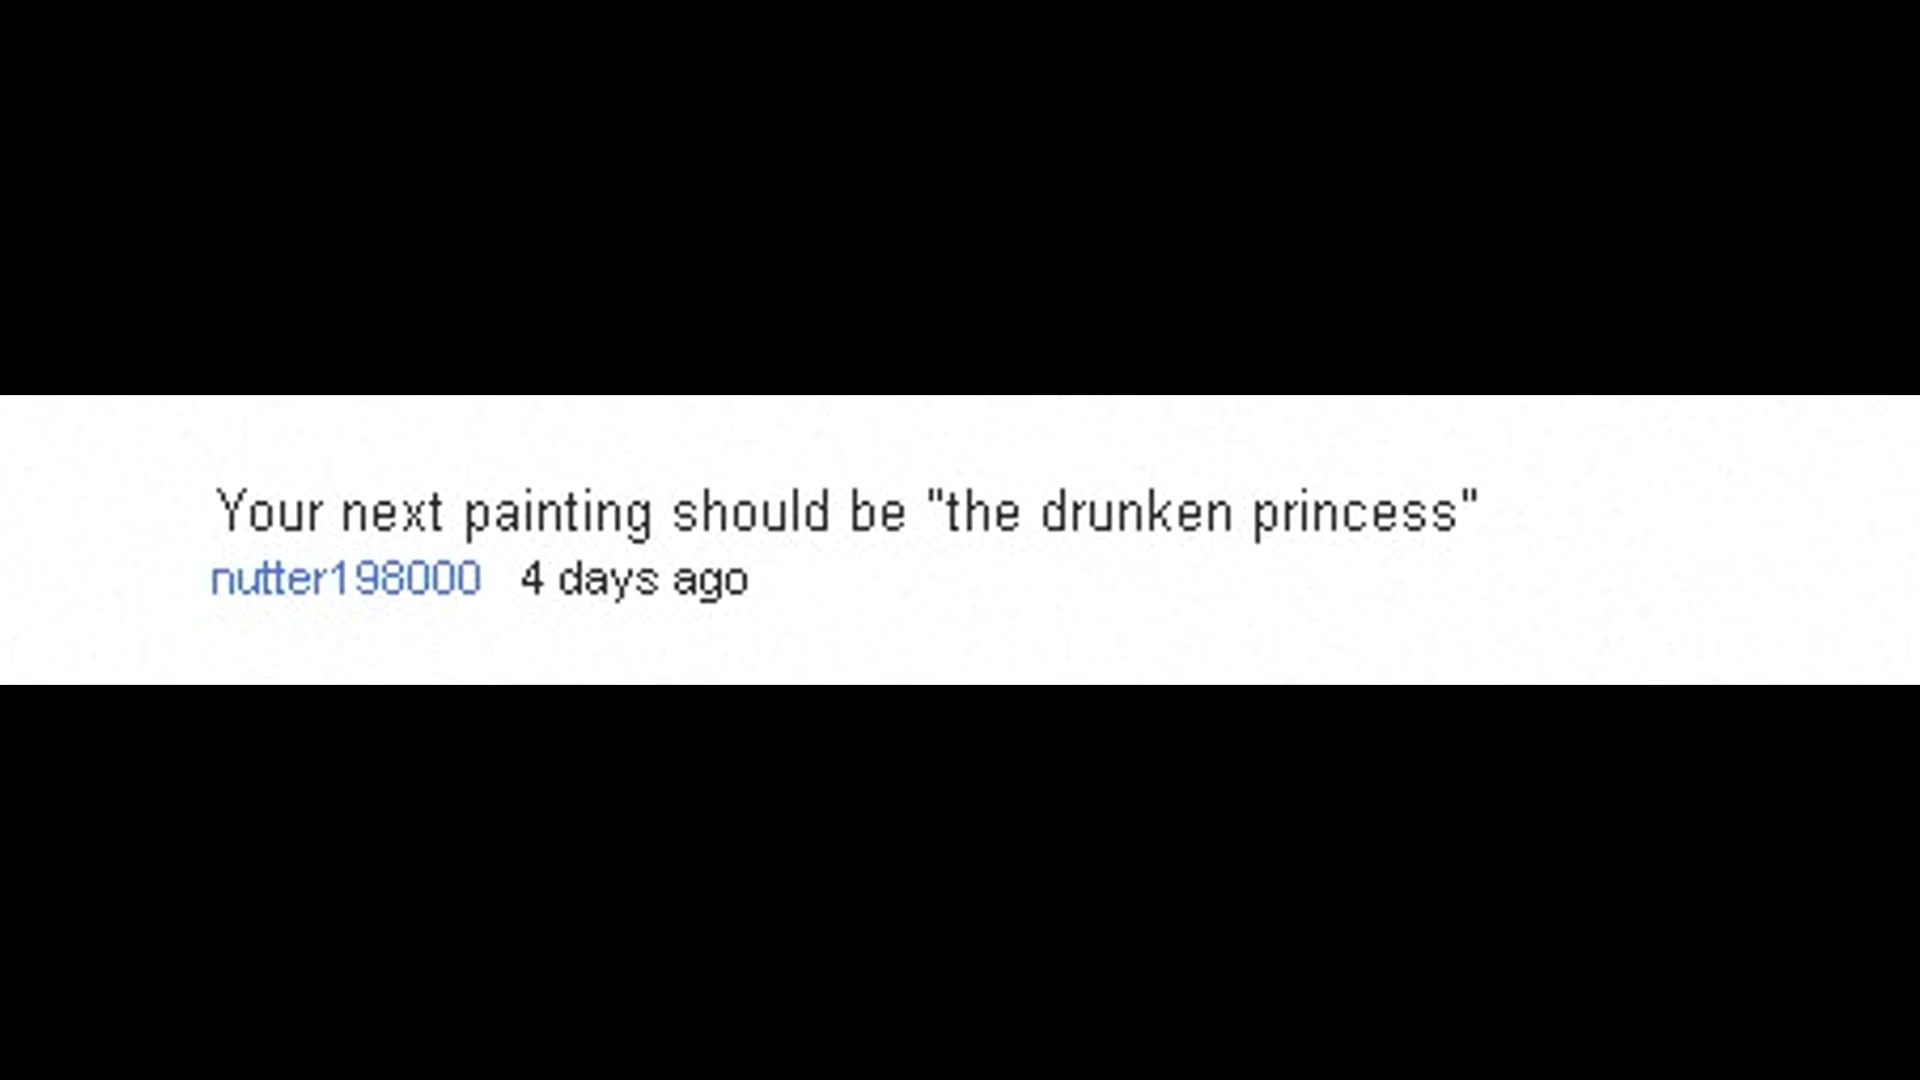 Your next painting should be "the drunken princess"
nutter198000 4 days ago